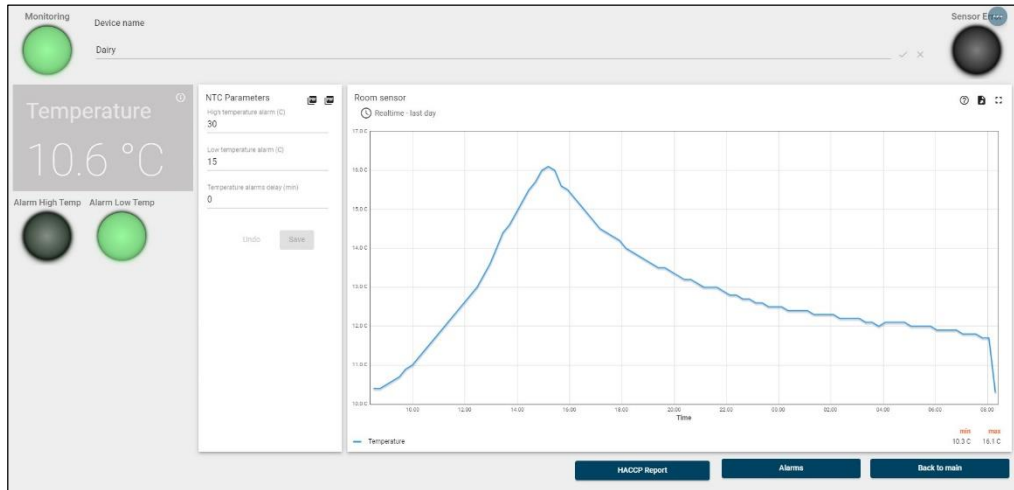 Monitoring
Device name
Sensor
Dairy
Temperature
10.6 °C
Alarm High Temp Alarm Low Temp
NTC Parameters
High temperature alarm (C)
30
Low temperature alarm (C)
15
Temperature alarms delay (min)
0
Undo Save
Room sensor
Realtime - last day
17.0 C
16.0 C
15.0 C
14.0 C
13.0 C
12.0 C
11.0 C
10.0 C
10:00 12:00 14:00 16:00 18:00 20:00 22:00 00:00 02:00 04:00 06:00 08:00
Time
min max
Temperature 10.3 C 16.1 C
HACCP Report Alarms Back to main